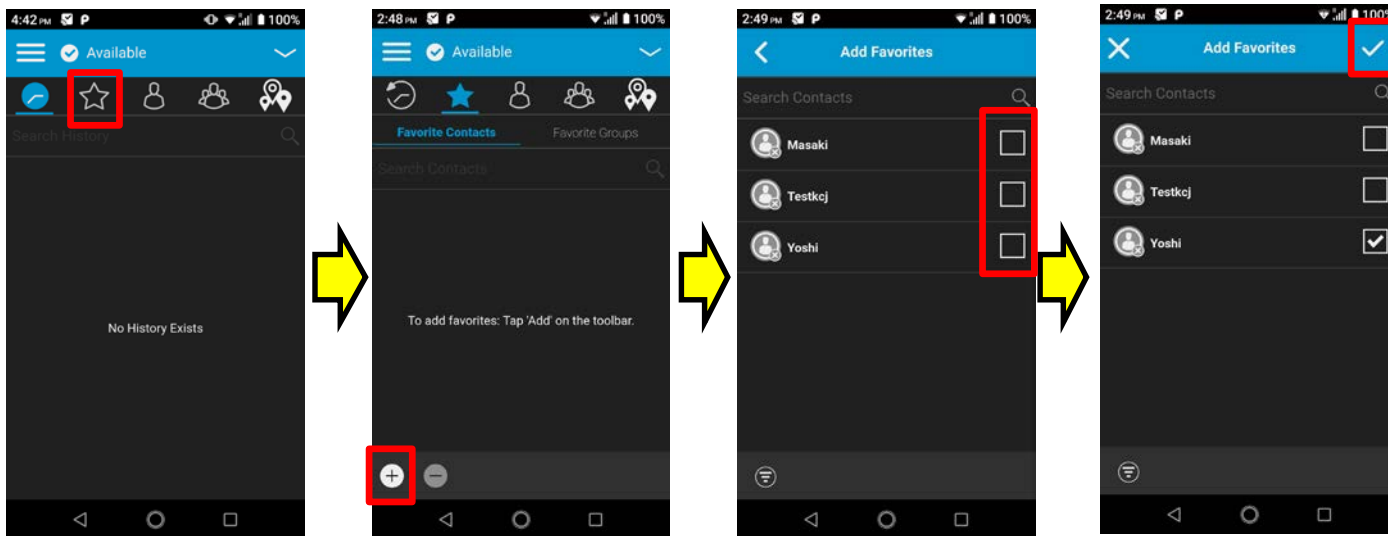 4:42 PM P 100%
Available
Search History
No History Exists
2:48 PM P 100%
Available
Favorite Contacts Favorite Groups
Search Contacts
To add favorites: Tap 'Add' on the toolbar.
2:49 PM P 100%
Add Favorites
Search Contacts
Masaki
Testkcj
Yoshi
2:49 PM P 100%
Add Favorites
Search Contacts
Masaki
Testkcj
Yoshi